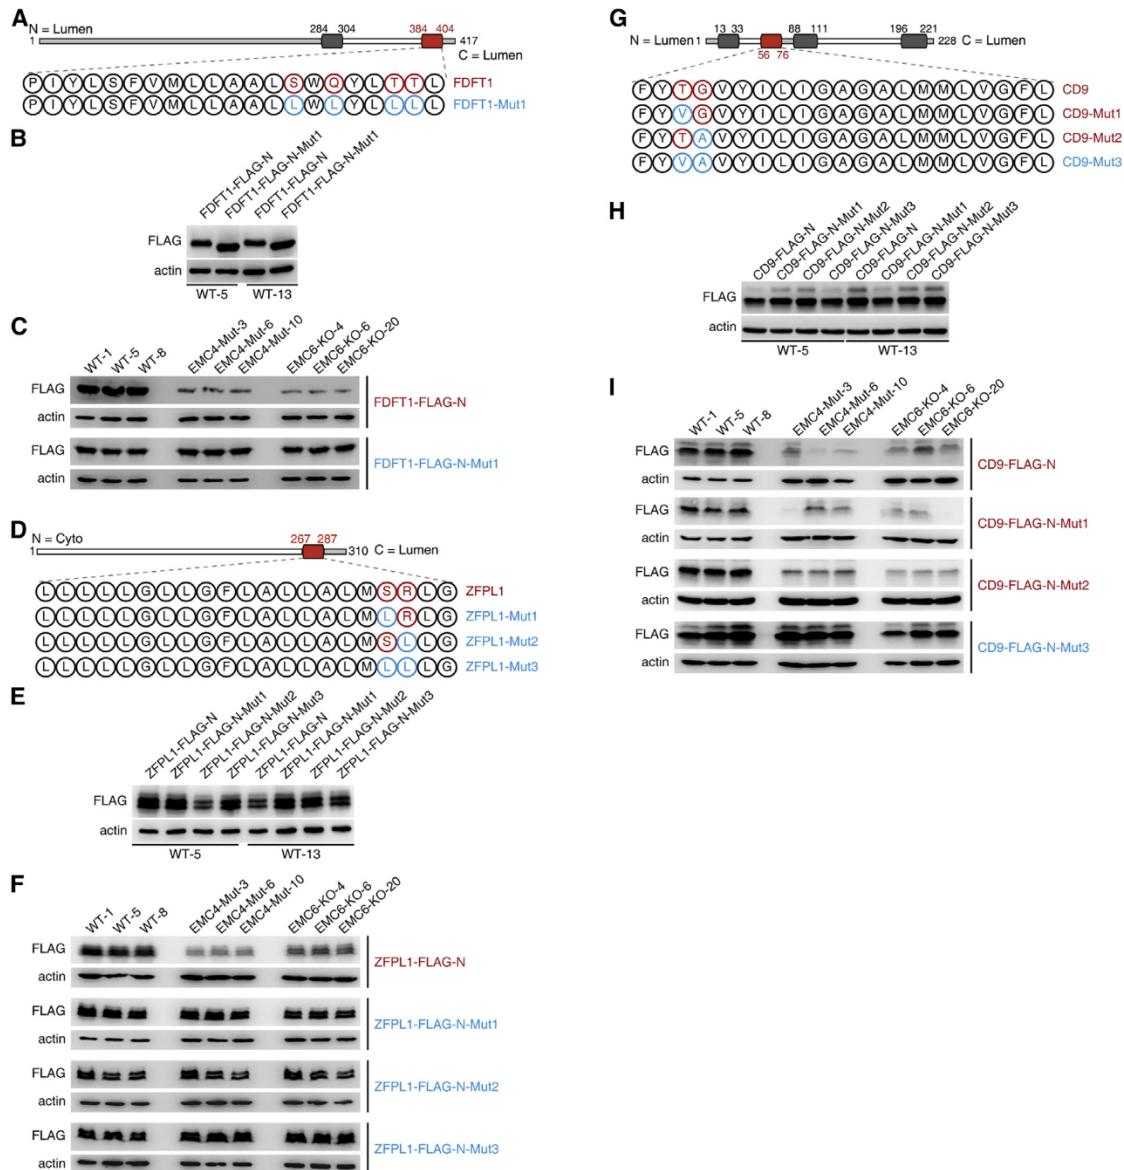 A
N = Lumen
284 304
384 404
1
417
C = Lumen
P I Y L S F V M L L A A L S W Q Y L T T L FDFT1
P I Y L S F V M L L A A L L W L Y L L L L FDFT1-Mut1
B
FDFT1-FLAG-N
FDFT1-FLAG-N-Mut1
FDFT1-FLAG-N
FDFT1-FLAG-N-Mut1
FLAG
actin
WT-5 WT-13
C
WT-1
WT-5
WT-8
EMC4-Mut-3
EMC4-Mut-6
EMC4-Mut-10
EMC6-KO-4
EMC6-KO-6
EMC6-KO-20
FLAG
actin
FDFT1-FLAG-N
FLAG
actin
FDFT1-FLAG-N-Mut1
D
N = Cyto
267 287
1
310 C = Lumen
L L L L L G L L G F L A L L A L M S R L G ZFPL1
L L L L L G L L G F L A L L A L M L R L G ZFPL1-Mut1
L L L L L G L L G F L A L L A L M S L L G ZFPL1-Mut2
L L L L L G L L G F L A L L A L M L L L G ZFPL1-Mut3
E
ZFPL1-FLAG-N
ZFPL1-FLAG-N-Mut1
ZFPL1-FLAG-N-Mut2
ZFPL1-FLAG-N-Mut3
ZFPL1-FLAG-N
ZFPL1-FLAG-N-Mut1
ZFPL1-FLAG-N-Mut2
ZFPL1-FLAG-N-Mut3
FLAG
actin
WT-5 WT-13
F
WT-1
WT-5
WT-8
EMC4-Mut-3
EMC4-Mut-6
EMC4-Mut-10
EMC6-KO-4
EMC6-KO-6
EMC6-KO-20
FLAG
actin
ZFPL1-FLAG-N
FLAG
actin
ZFPL1-FLAG-N-Mut1
FLAG
actin
ZFPL1-FLAG-N-Mut2
FLAG
actin
ZFPL1-FLAG-N-Mut3
G
13 33 88 111 196 221
N = Lumen 1
228 C = Lumen
56 76
F Y T G V Y I L I G A G A L M M L V G F L CD9
F Y V G V Y I L I G A G A L M M L V G F L CD9-Mut1
F Y T A V Y I L I G A G A L M M L V G F L CD9-Mut2
F Y V A V Y I L I G A G A L M M L V G F L CD9-Mut3
H
CD9-FLAG-N
CD9-FLAG-N-Mut1
CD9-FLAG-N-Mut2
CD9-FLAG-N-Mut3
CD9-FLAG-N
CD9-FLAG-N-Mut1
CD9-FLAG-N-Mut2
CD9-FLAG-N-Mut3
FLAG
actin
WT-5 WT-13
I
WT-1
WT-5
WT-8
EMC4-Mut-3
EMC4-Mut-6
EMC4-Mut-10
EMC6-KO-4
EMC6-KO-6
EMC6-KO-20
FLAG
actin
CD9-FLAG-N
FLAG
actin
CD9-FLAG-N-Mut1
FLAG
actin
CD9-FLAG-N-Mut2
FLAG
actin
CD9-FLAG-N-Mut3